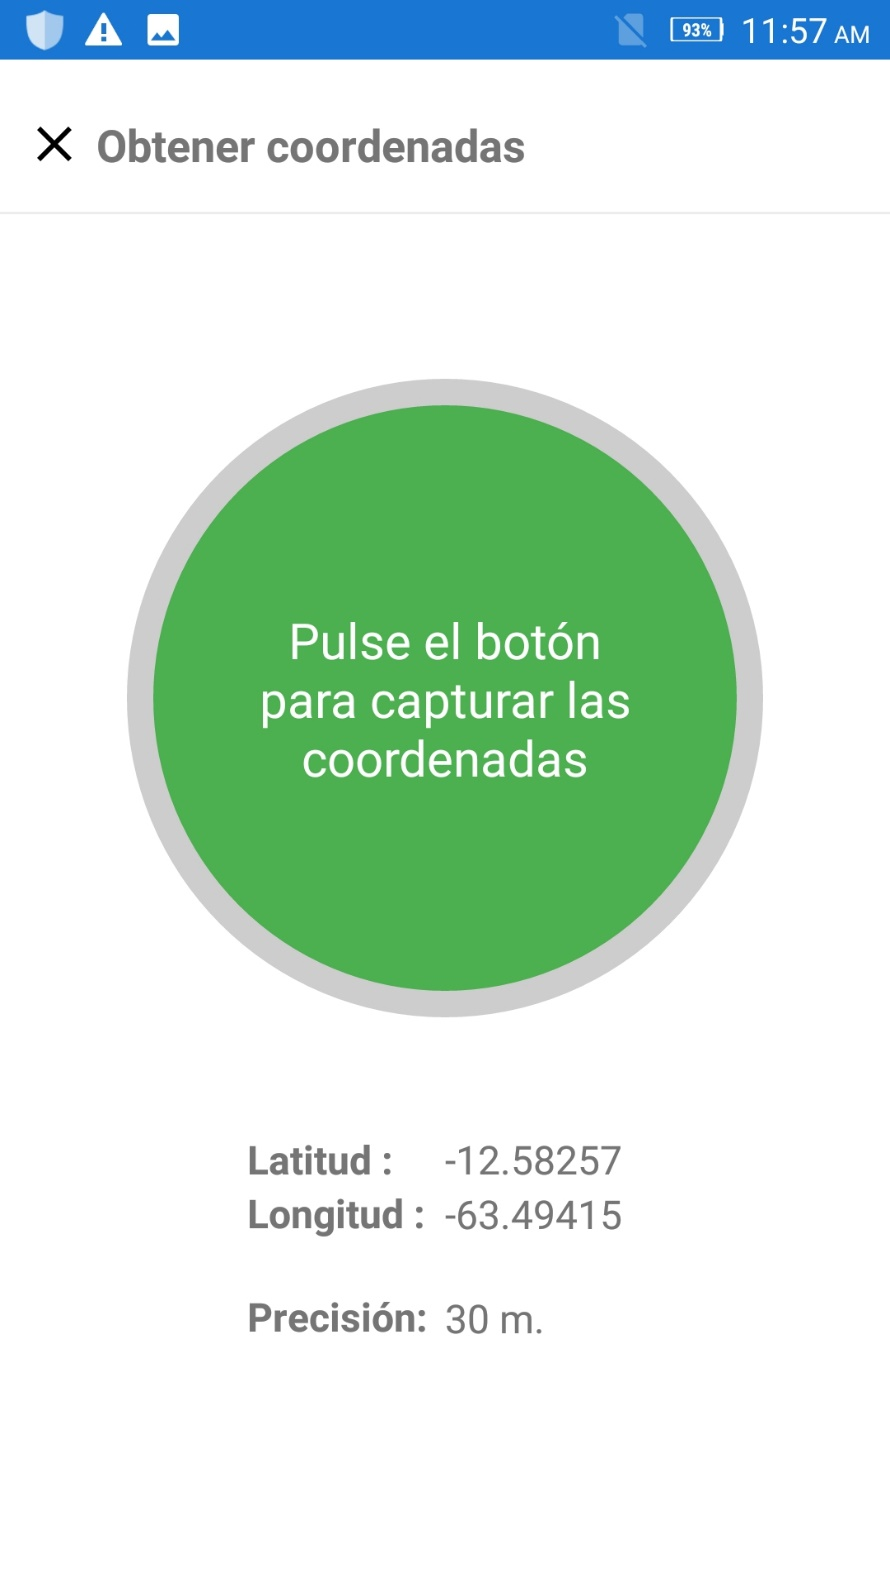 93% 11:57 AM
Obtener coordenadas
Pulse el botón
para capturar las
coordenadas
Latitud : -12.58257
Longitud : -63.49415
Precisión: 30 m.